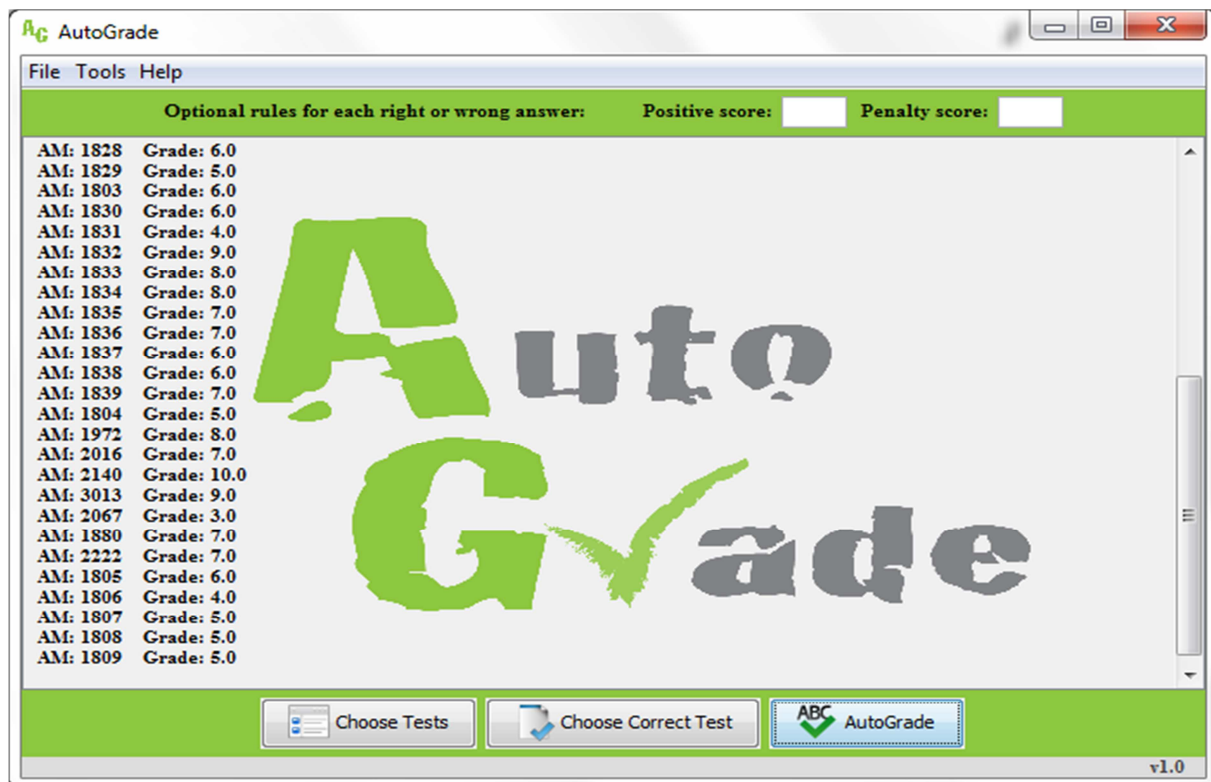 AG AutoGrade
File Tools Help
Optional rules for each right or wrong answer: Positive score: Penalty score:
AM: 1828 Grade: 6.0
AM: 1829 Grade: 5.0
AM: 1803 Grade: 6.0
AM: 1830 Grade: 6.0
AM: 1831 Grade: 4.0
AM: 1832 Grade: 9.0
AM: 1833 Grade: 8.0
AM: 1834 Grade: 8.0
AM: 1835 Grade: 7.0
AM: 1836 Grade: 7.0
AM: 1837 Grade: 6.0
AM: 1838 Grade: 6.0
AM: 1839 Grade: 7.0
AM: 1804 Grade: 5.0
AM: 1972 Grade: 8.0
AM: 2016 Grade: 7.0
AM: 2140 Grade: 10.0
AM: 3013 Grade: 9.0
AM: 2067 Grade: 3.0
AM: 1880 Grade: 7.0
AM: 2222 Grade: 7.0
AM: 1805 Grade: 6.0
AM: 1806 Grade: 4.0
AM: 1807 Grade: 5.0
AM: 1808 Grade: 5.0
AM: 1809 Grade: 5.0
Auto
Grade
Choose Tests Choose Correct Test ABC AutoGrade
v1.0